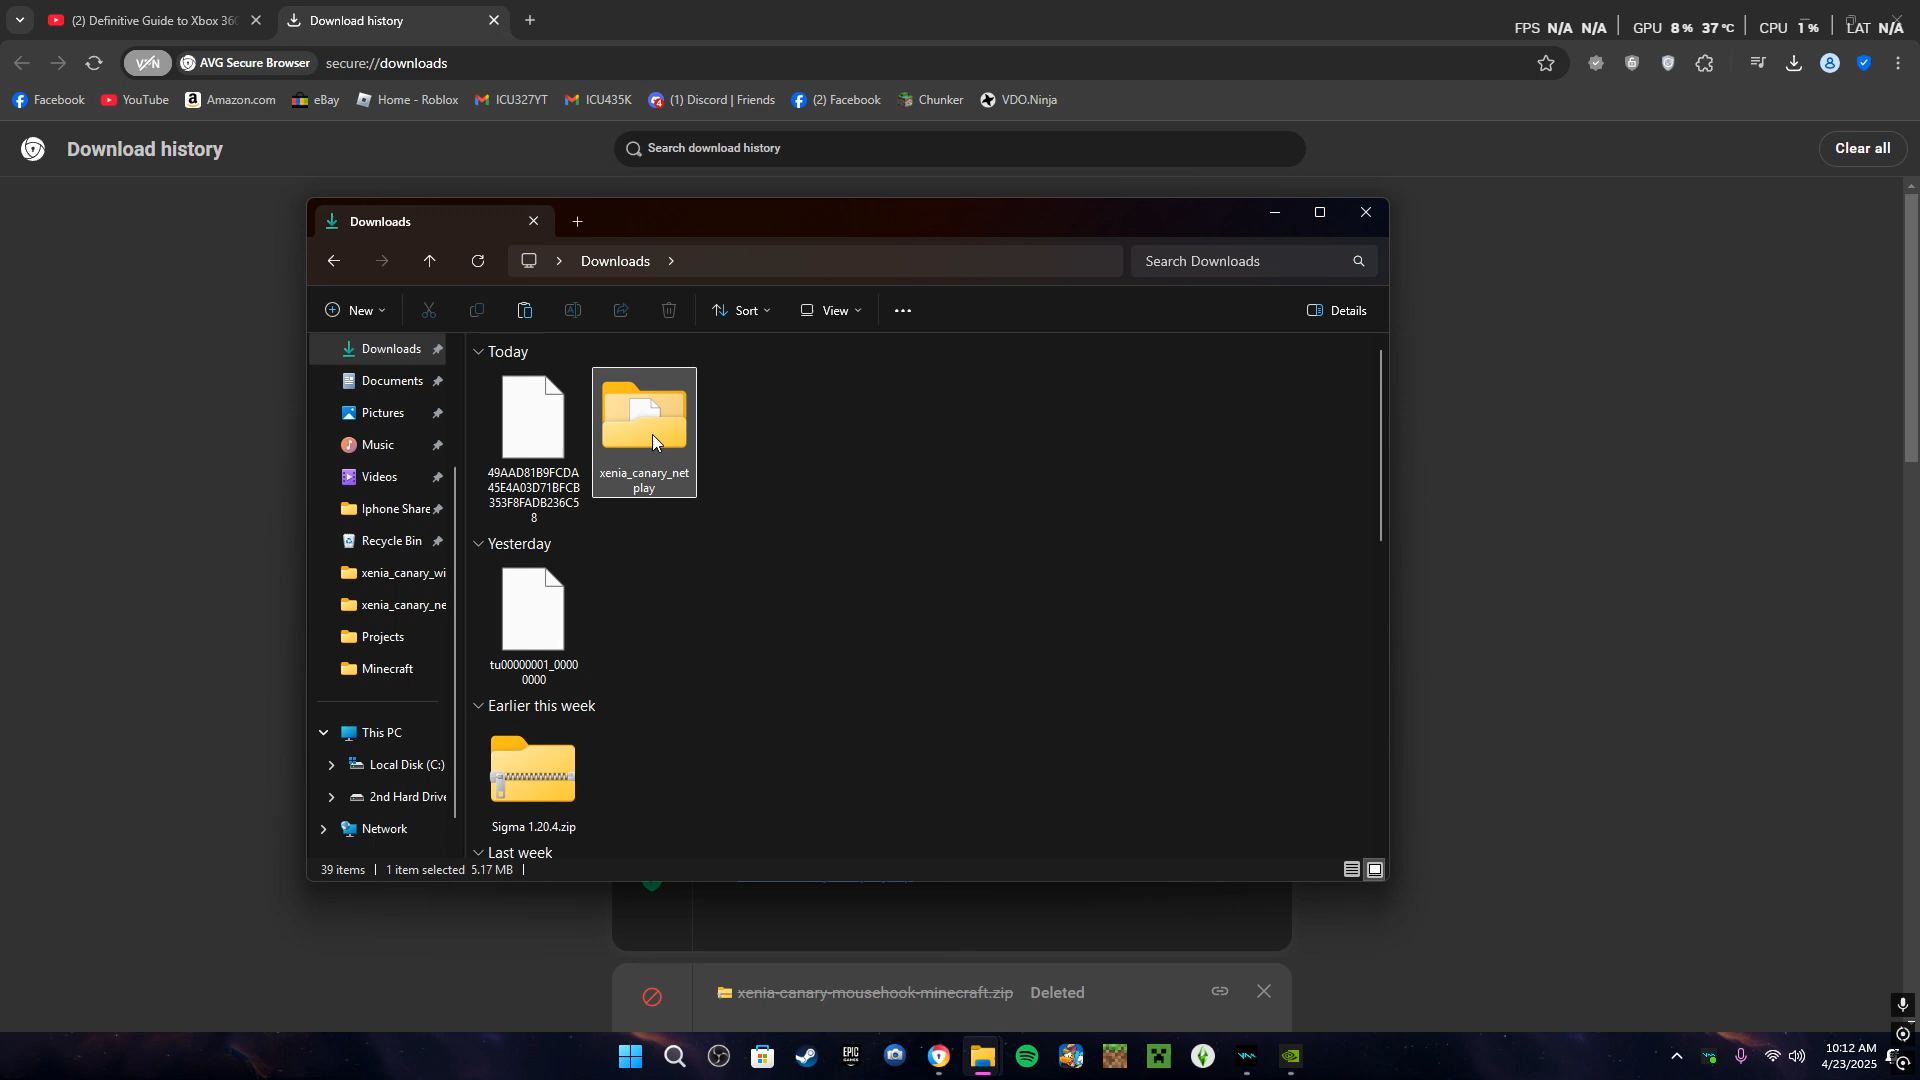 (2) Definitive Guide to Xbox 36
Download history
FPS N/A N/A
GPU 8% 37°C
CPU 1%
LAT N/A
VPN
AVG Secure Browser
secure://downloads
Facebook
YouTube
Amazon.com
eBay
Home - Roblox
ICU327YT
ICU435K
(1) Discord | Friends
(2) Facebook
Chunker
VDO.Ninja
Download history
Search download history
Clear all
Downloads
Downloads
Search Downloads
New
Sort
View
Details
Downloads
Documents
Pictures
Music
Videos
Iphone Share
Recycle Bin
xenia_canary_wi
xenia_canary_ne
Projects
Minecraft
This PC
Local Disk (C:)
2nd Hard Drive
Network
Today
49AAD81B9FCDA
45E4A03D71BFCB
353F8FADB236C5
8
xenia_canary_net
play
Yesterday
tu00000001_0000
0000
Earlier this week
Sigma 1.20.4.zip
Last week
39 items
1 item selected 5.17 MB
xenia-canary-mousehook-minecraft.zip
Deleted
EPIC
GAMES
10:12 AM
4/23/2025